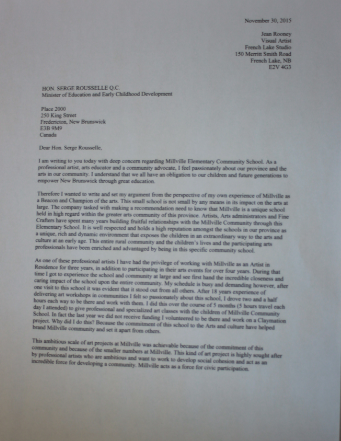 November 30, 2015
Jean Rooney
Visual Artist
French Lake Studio
150 Merrin Smith Road
French Lake, NB
E2V 4G3
HON. SERGE ROUSSELLE Q.C.
Minister of Education and Early Childhood Development
Place 2000
250 King Street
Fredericton, New Brunswick
E3B 9M9
Canada
Dear Hon. Serge Rouselle,
I am writing to you today with deep concern regarding Millville Elementary Community School. As a
professional artist, arts educator and a community advocate, I feel passionately about our province and the
arts in our community. I understand that we all have an obligation to our children and future generations to
empower New Brunswick through great education.
Therefore I want to write and set my argument from the perspective of my own experience of Millville as
a Beacon and Champion of the Arts. This small school is not small by any means in its impact on the arts at
large. The company tasked with making a recommendation need to know that Millville is a unique school
held in high regard within the greater arts community of this province. Artists, Arts administrators and Fine
Crafters have spent many years building fruitful relationships with the Millville Community through this
Elementary School. It is well respected and holds a high reputation amongst the schools in our province as
a unique, rich and dynamic environment that exposes the children in an extraordinary way to the arts and
culture at an early age. This entire rural community and the children's lives and the participating arts
professionals have been enriched and advanced by being in this specific community school.
As one of these professional artists I have had the privilege of working with Millville as an Artist in
Residence for three years, in addition to participating in their arts events for over four years. During that
time I got to experience the school and community at large and see first hand the incredible closeness and
caring impact of the school upon the entire community. My schedule is busy and demanding however, after
one visit to this school it was evident that it stood out from all others. After 18 years experience of
delivering art workshops in communities I felt so passionately about this school, I drove two and a half
hours each way to be there and work with them. I did this over the course of 5 months (5 hours travel each
day I attended) to give professional and specialized art classes with the children of Millville Community
School. In fact the last year we did not receive funding I volunteered to be there and work on a Claymation
project. Why did I do this? Because the commitment of this school to the Arts and culture have helped
brand Millville community and set it apart from others.
This ambitious scale of art projects at Millville was achievable because of the commitment of this
community and because of the smaller numbers at Millville. This kind of art project is highly sought after
by professional artists who are ambitious and want to work to develop social cohesion and act as an
incredible force for developing a community. Millville acts as a force for civic participation.